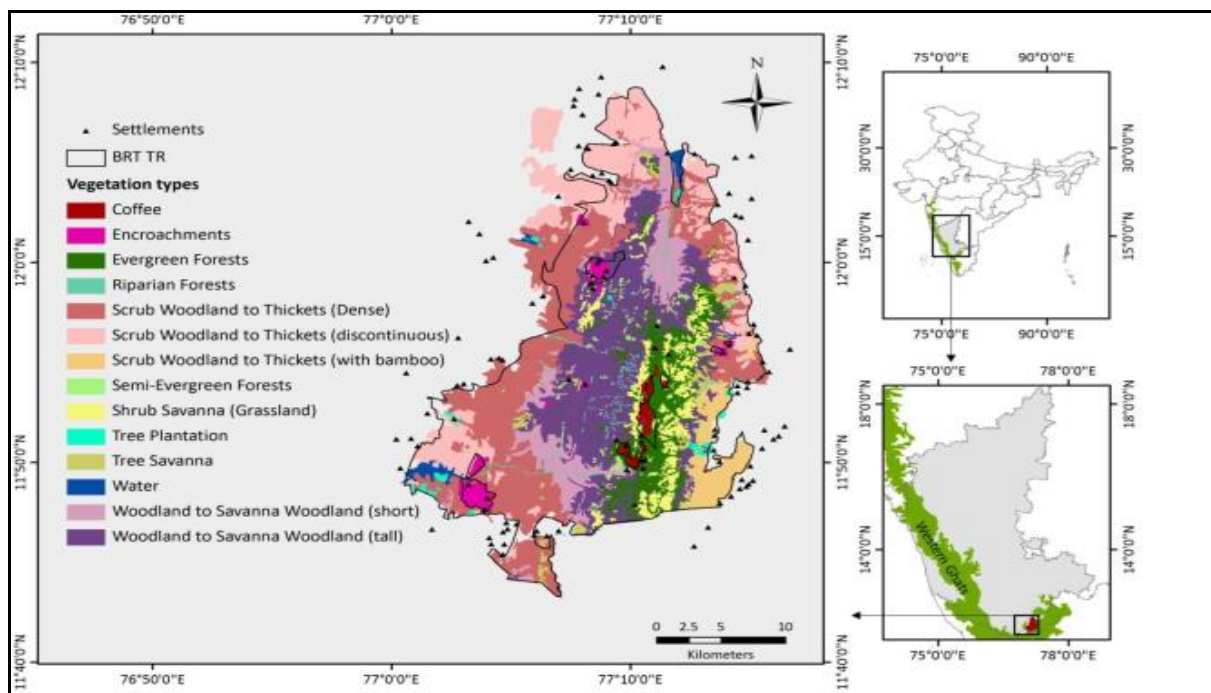 76°50'0"E 77°0'0"E 77°10'0"E
12°10'0"N
12°0'0"N
11°50'0"N
11°40'0"N
N
Settlements
BRT TR
Vegetation types
Coffee
Encroachments
Evergreen Forests
Riparian Forests
Scrub Woodland to Thickets (Dense)
Scrub Woodland to Thickets (discontinuous)
Scrub Woodland to Thickets (with bamboo)
Semi-Evergreen Forests
Shrub Savanna (Grassland)
Tree Plantation
Tree Savanna
Water
Woodland to Savanna Woodland (short)
Woodland to Savanna Woodland (tall)
0 2.5 5 10
Kilometers
12°10'0"N
12°0'0"N
11°50'0"N
11°40'0"N
76°50'0"E 77°0'0"E 77°10'0"E
75°0'0"E 90°0'0"E
30°0'0"N
15°0'0"N
30°0'0"N
15°0'0"N
75°0'0"E 90°0'0"E
75°0'0"E 78°0'0"E
18°0'0"N
14°0'0"N
Western Ghats
18°0'0"N
14°0'0"N
75°0'0"E 78°0'0"E